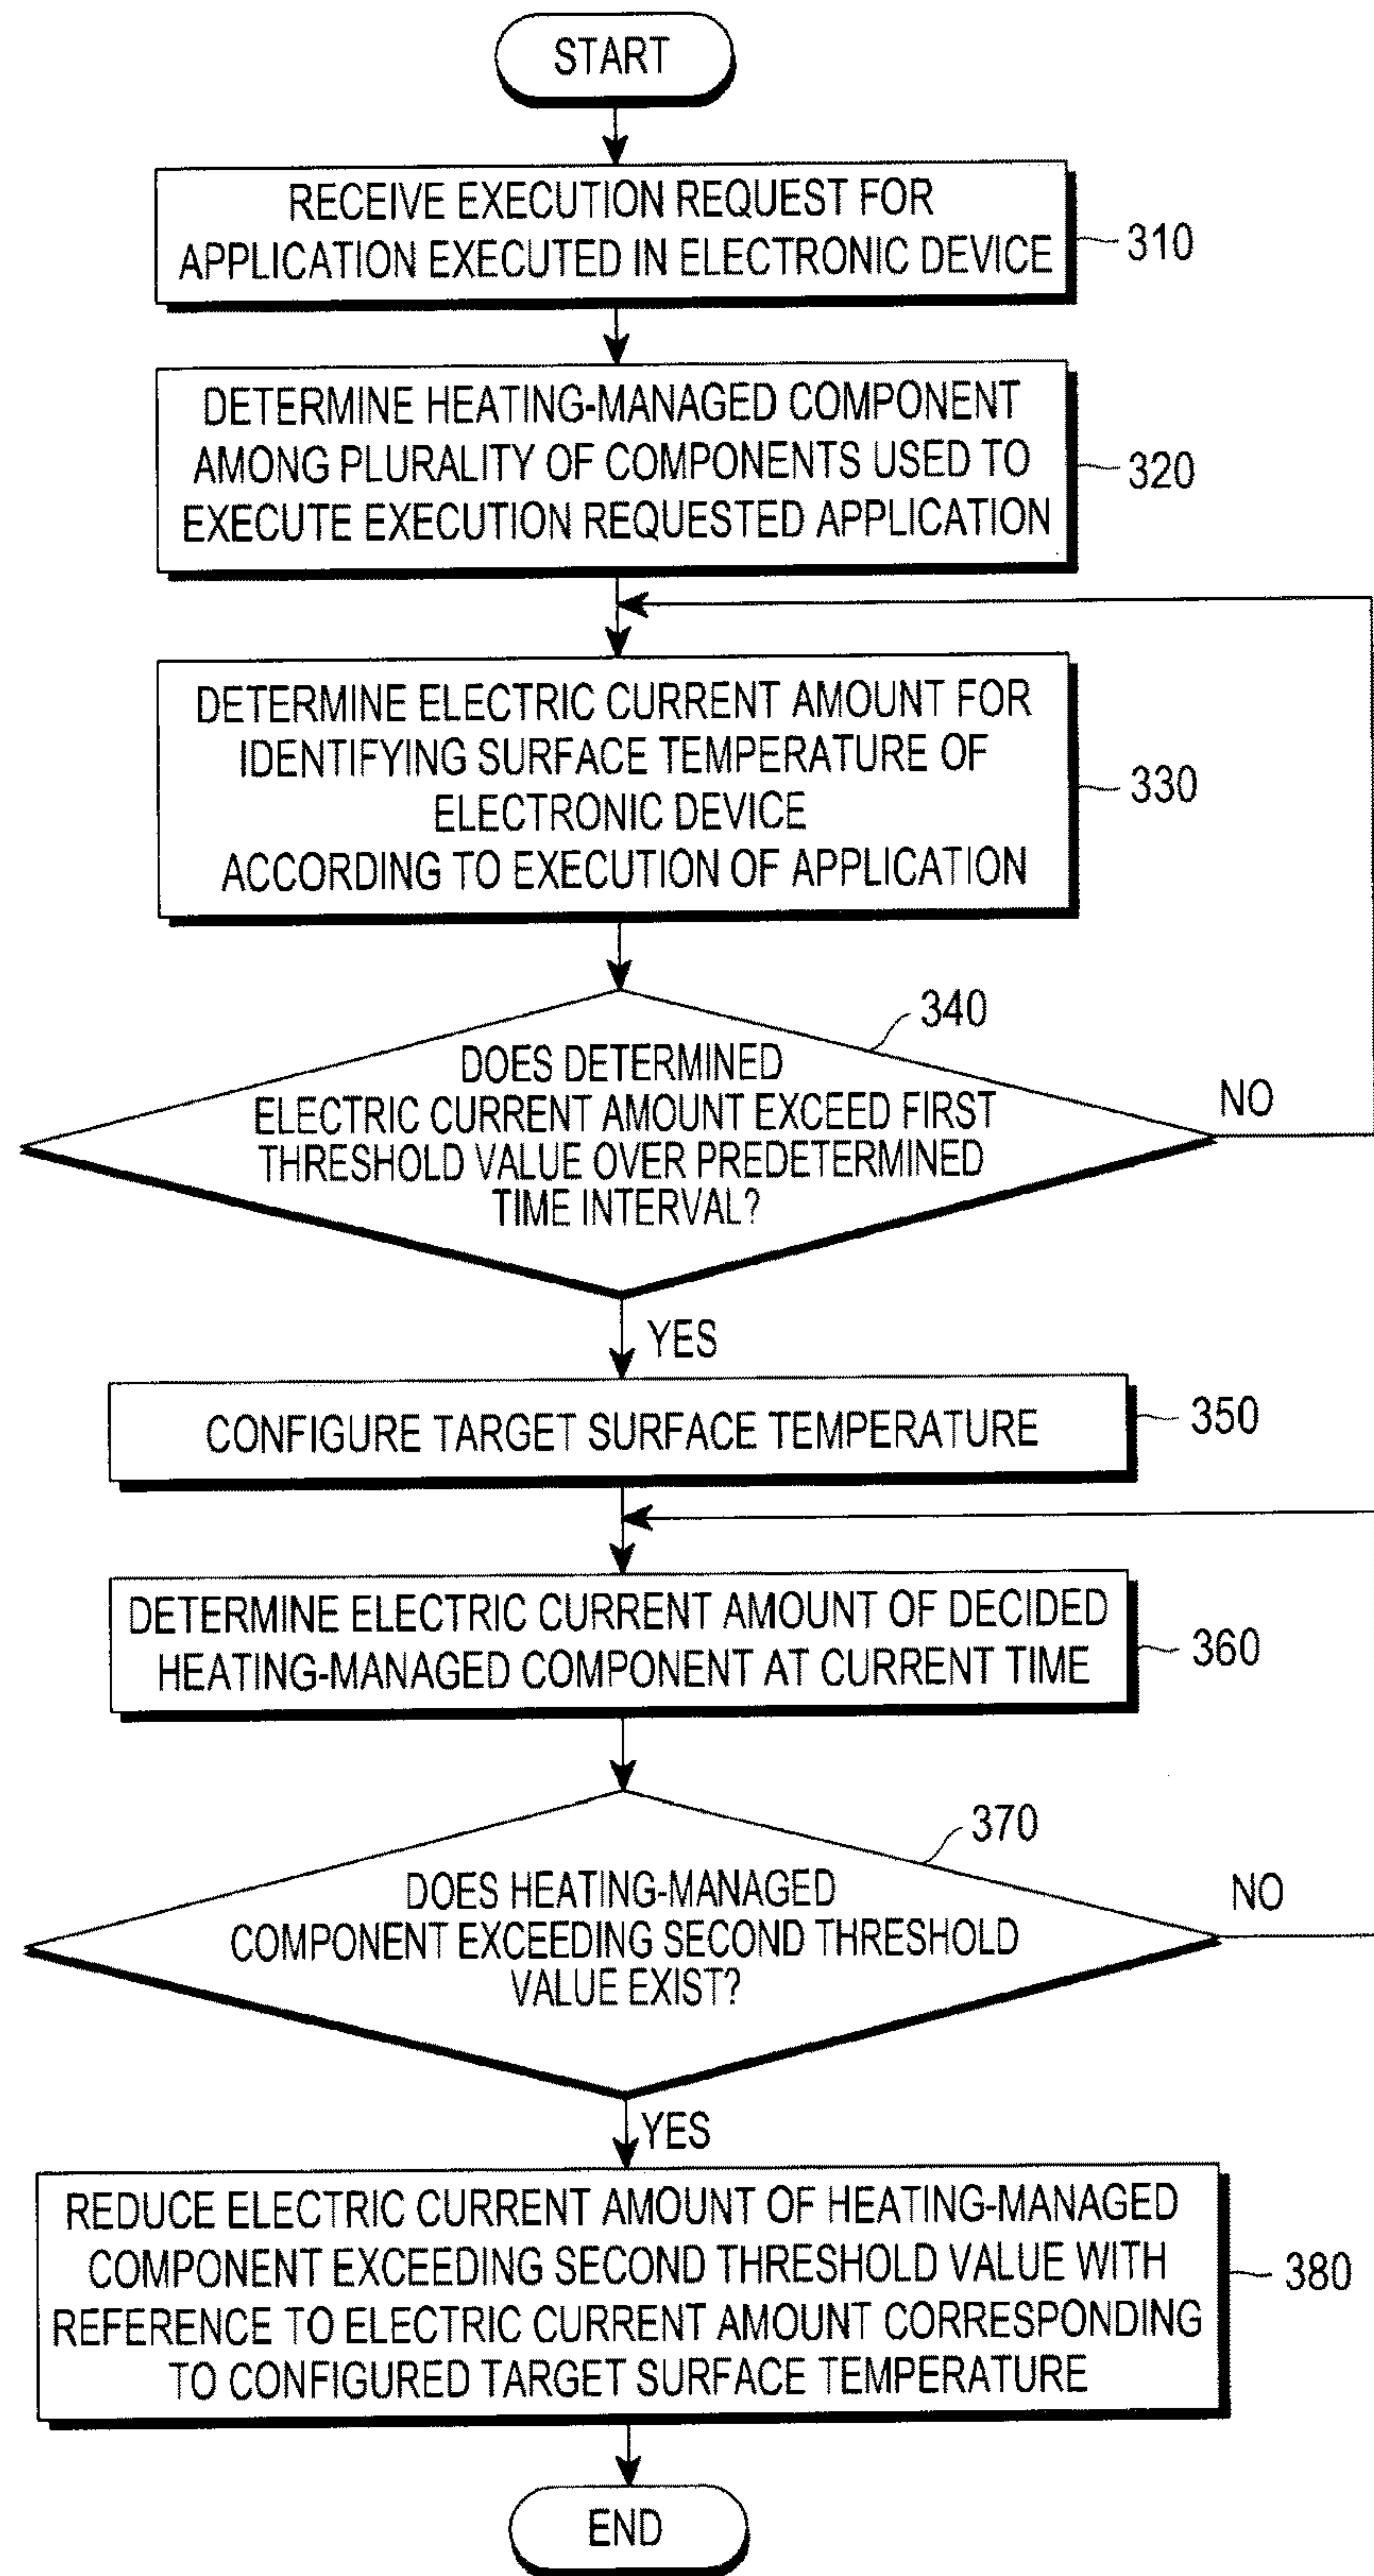 START
RECEIVE EXECUTION REQUEST FOR
APPLICATION EXECUTED IN ELECTRONIC DEVICE
310
DETERMINE HEATING-MANAGED COMPONENT
AMONG PLURALITY OF COMPONENTS USED TO
EXECUTE EXECUTION REQUESTED APPLICATION
320
DETERMINE ELECTRIC CURRENT AMOUNT FOR
IDENTIFYING SURFACE TEMPERATURE OF
ELECTRONIC DEVICE
ACCORDING TO EXECUTION OF APPLICATION
330
340
DOES DETERMINED
ELECTRIC CURRENT AMOUNT EXCEED FIRST
THRESHOLD VALUE OVER PREDETERMINED
TIME INTERVAL?
NO
YES
CONFIGURE TARGET SURFACE TEMPERATURE
350
DETERMINE ELECTRIC CURRENT AMOUNT OF DECIDED
HEATING-MANAGED COMPONENT AT CURRENT TIME
360
370
DOES HEATING-MANAGED
COMPONENT EXCEEDING SECOND THRESHOLD
VALUE EXIST?
NO
YES
REDUCE ELECTRIC CURRENT AMOUNT OF HEATING-MANAGED
COMPONENT EXCEEDING SECOND THRESHOLD VALUE WITH
REFERENCE TO ELECTRIC CURRENT AMOUNT CORRESPONDING
TO CONFIGURED TARGET SURFACE TEMPERATURE
380
END